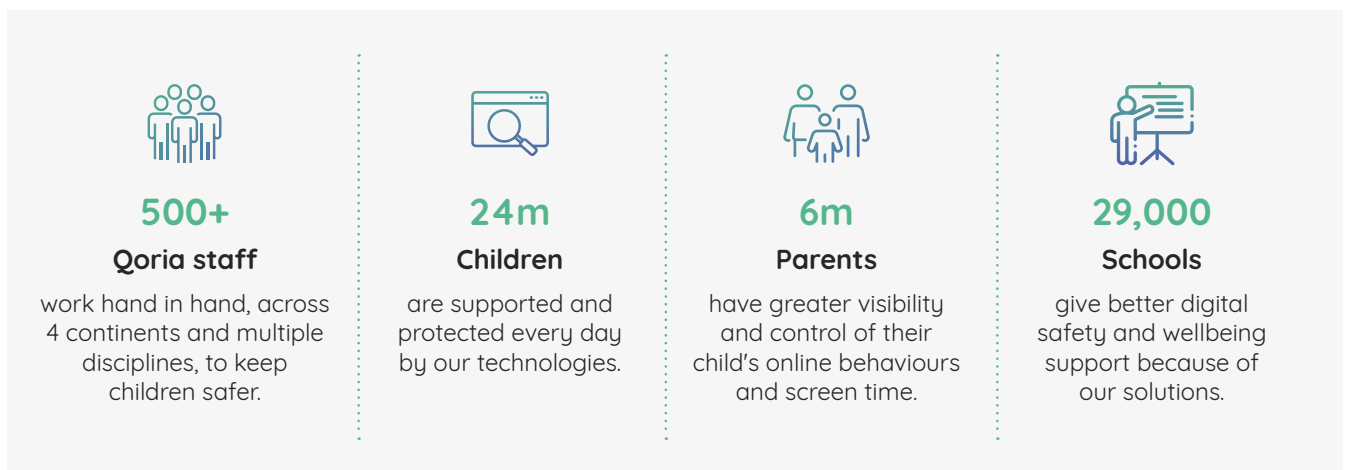 500+
Qoria staff
work hand in hand, across
4 continents and multiple
disciplines, to keep
children safer.
24m
Children
are supported and
protected every day
by our technologies.
6m
Parents
have greater visibility
and control of their
child's online behaviours
and screen time.
29,000
Schools
give better digital
safety and wellbeing
support because of
our solutions.